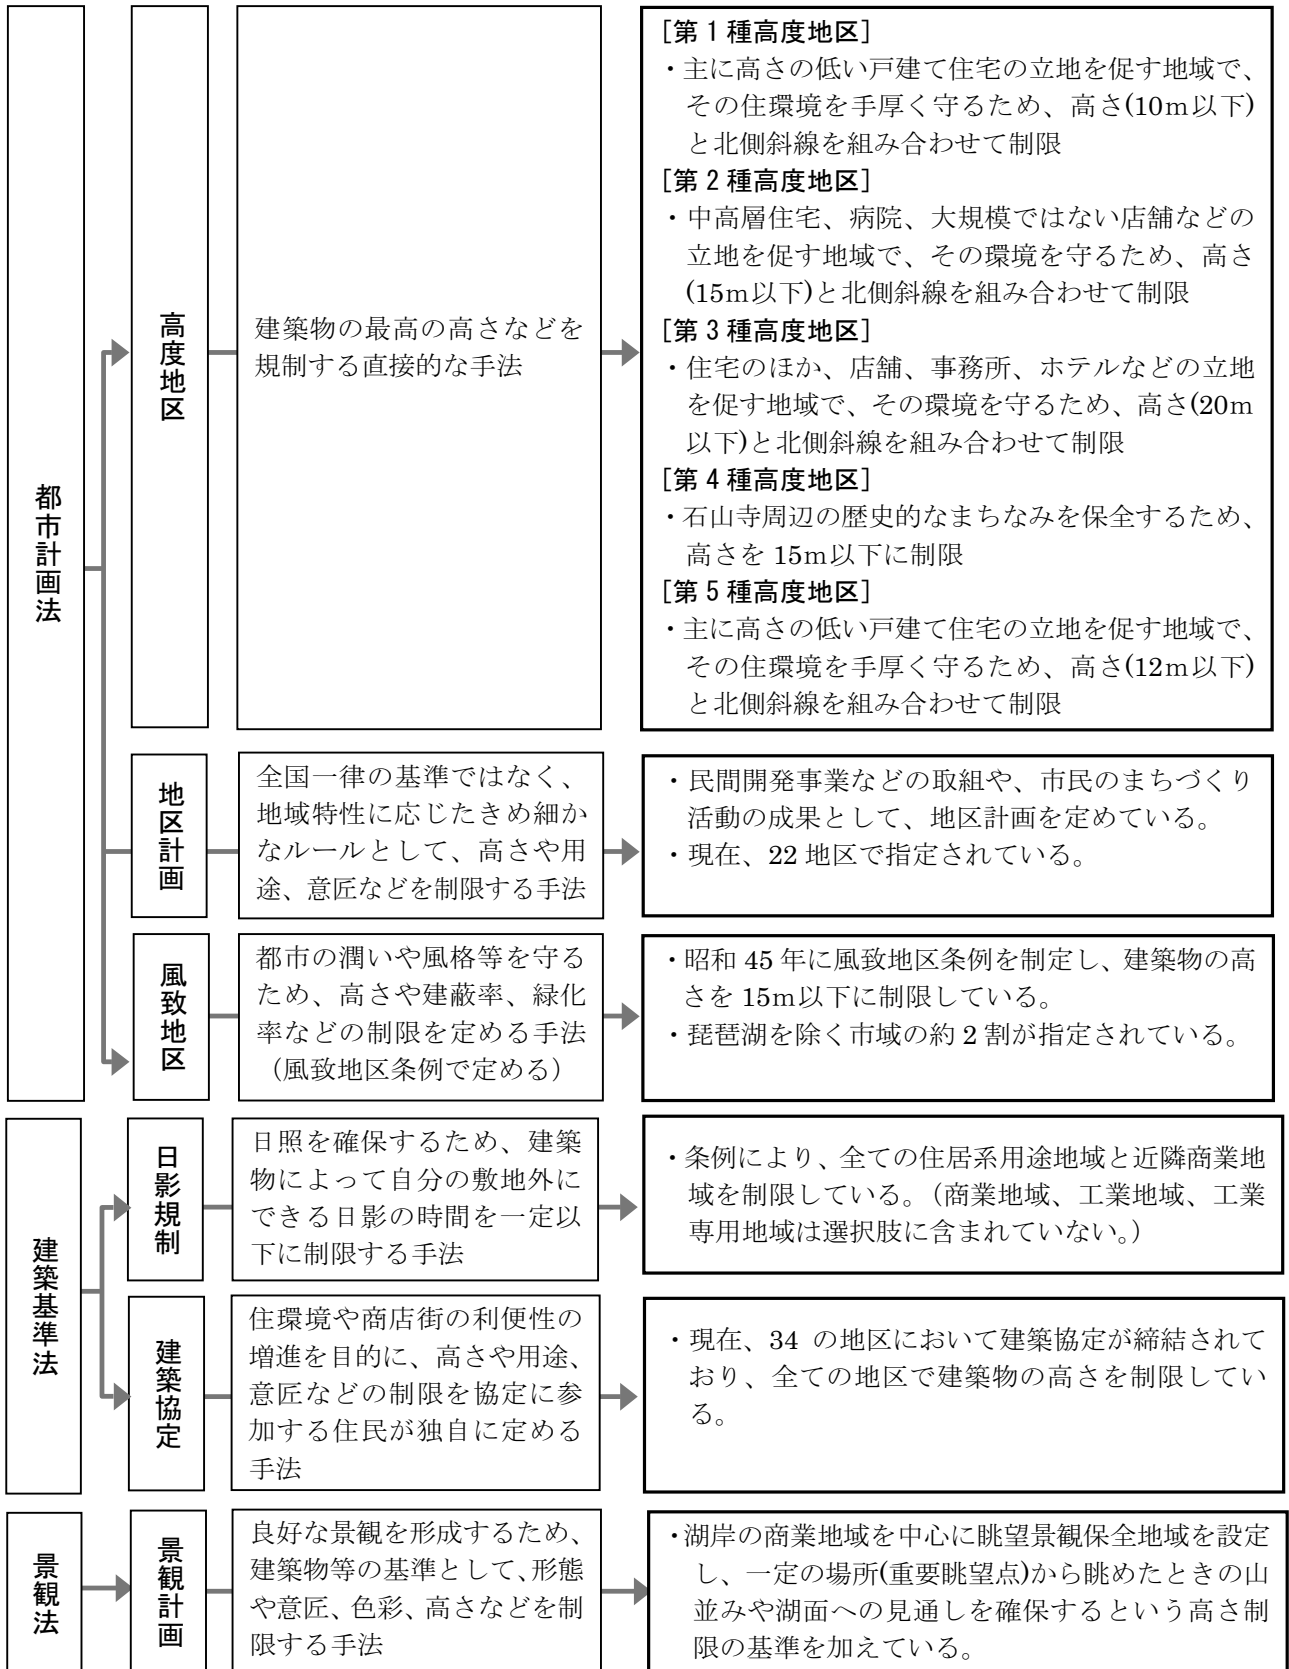 都市計画法
高度地区
建築物の最高の高さなどを
規制する直接的な手法
[第1種高度地区]
・主に高さの低い戸建て住宅の立地を促す地域で、
その住環境を手厚く守るため、高さ(10m以下)
と北側斜線を組み合わせて制限
[第2種高度地区]
・中高層住宅、病院、大規模ではない店舗などの
立地を促す地域で、その環境を守るため、高さ
(15m以下)と北側斜線を組み合わせて制限
[第3種高度地区]
・住宅のほか、店舗、事務所、ホテルなどの立地
を促す地域で、その環境を守るため、高さ(20m
以下)と北側斜線を組み合わせて制限
[第4種高度地区]
・石山寺周辺の歴史的なまちなみを保全するため、
高さを 15m以下に制限
[第5種高度地区]
・主に高さの低い戸建て住宅の立地を促す地域で、
その住環境を手厚く守るため、高さ(12m以下)
と北側斜線を組み合わせて制限
地区計画
全国一律の基準ではなく、
地域特性に応じたきめ細か
なルールとして、高さや用
途、意匠などを制限する手法
・民間開発事業などの取組や、市民のまちづくり
活動の成果として、地区計画を定めている。
・現在、22 地区で指定されている。
風致地区
都市の潤いや風格等を守る
ため、高さや建蔽率、緑化
率などの制限を定める手法
(風致地区条例で定める)
・昭和 45 年に風致地区条例を制定し、建築物の高
さを 15m以下に制限している。
・琵琶湖を除く市域の約 2 割が指定されている。
建築基準法
日影規制
日照を確保するため、建築
物によって自分の敷地外に
できる日影の時間を一定以
下に制限する手法
・条例により、全ての住居系用途地域と近隣商業地
域を制限している。(商業地域、工業地域、工業
専用地域は選択肢に含まれていない。)
建築協定
住環境や商店街の利便性の
増進を目的に、高さや用途、
意匠などの制限を協定に参
加する住民が独自に定める
手法
・現在、34 の地区において建築協定が締結されて
おり、全ての地区で建築物の高さを制限してい
る。
景観法
景観計画
良好な景観を形成するため、
建築物等の基準として、形態
や意匠、色彩、高さなどを制
限する手法
・湖岸の商業地域を中心に眺望景観保全地域を設定
し、一定の場所(重要眺望点)から眺めたときの山
並みや湖面への見通しを確保するという高さ制
限の基準を加えている。